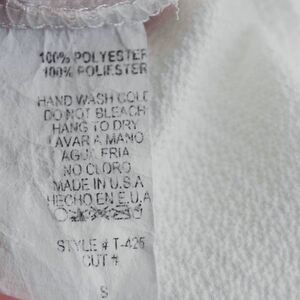 100% POLYESTER
100% POLIESTER
HAND WASH COLD
DO NOT BLEACH
HANG TO DRY
LAVAR A MANO
AGUA FRIA
NO CLORO
MADE IN U.S.A
HECHO EN E.U.A
STYLE # T-426
CUT #
S